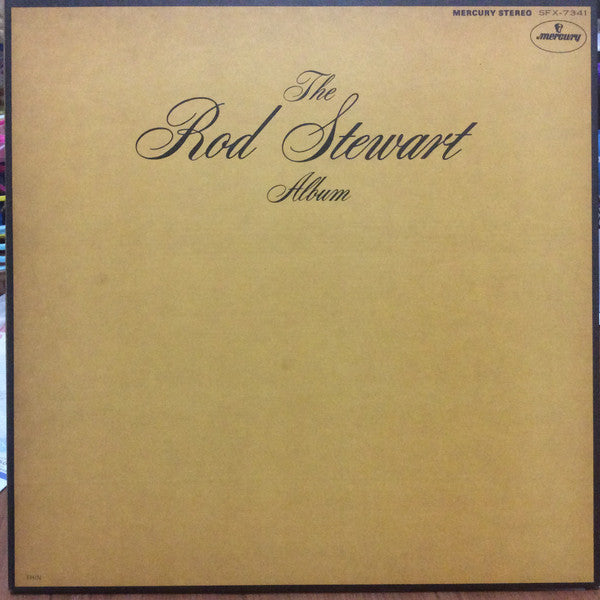 MERCURY STEREO SFX-7341
mercury
The
Rod Stewart
Album